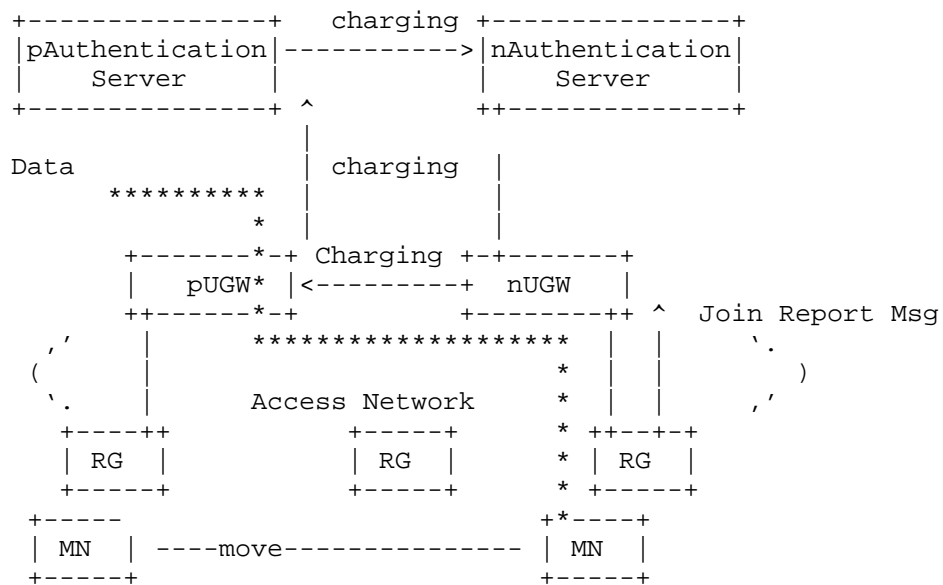 charging
pAuthentication nAuthentication
Server Server
Data charging
Charging
pUGW nUGW
Join Report Msg
Access Network
RG RG RG
MN move MN